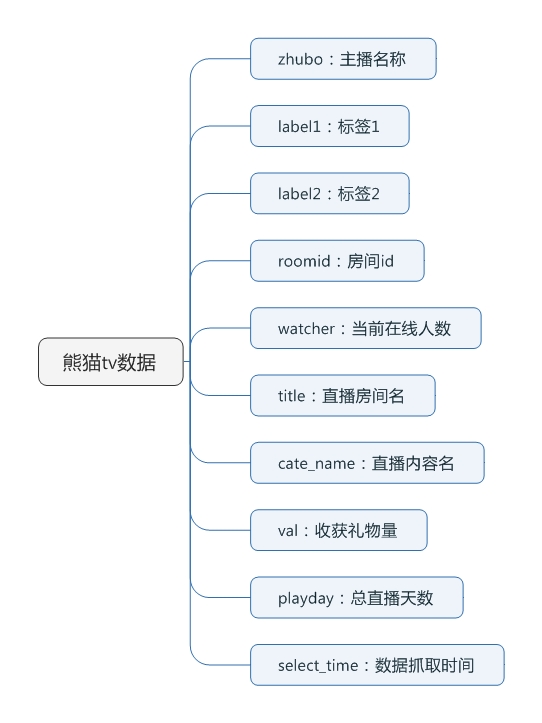 zhubo：主播名称
label1：标签1
label2：标签2
roomid：房间id
watcher：当前在线人数
熊猫tv数据
title：直播房间名
cate_name：直播内容名
val：收获礼物量
playday：总直播天数
select_time：数据抓取时间